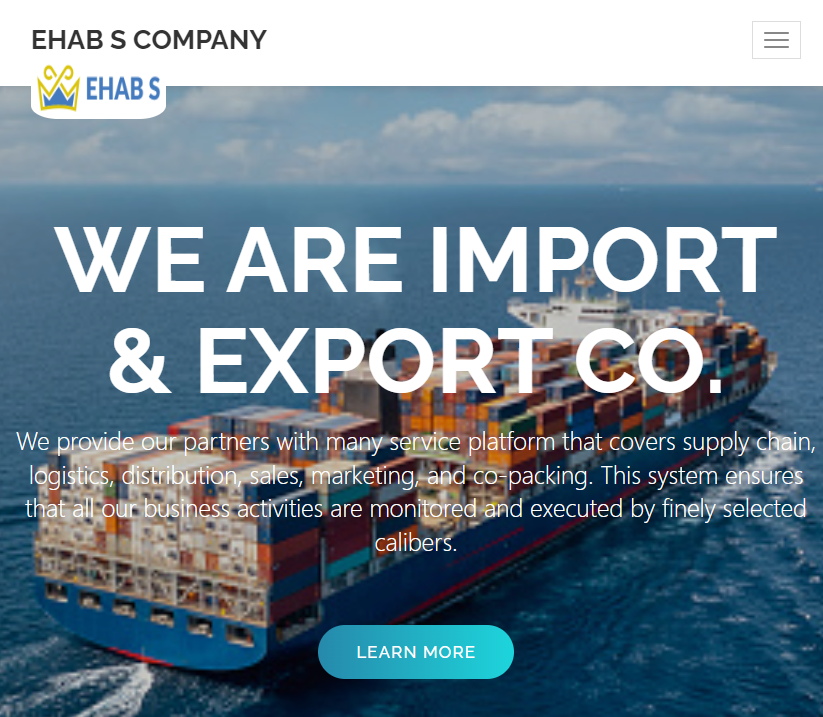 EHAB S COMPANY
EHAB S
WE ARE IMPORT
& EXPORT CO.
We provide our partners with many service platform that covers supply chain,
logistics, distribution, sales, marketing, and co-packing. This system ensures
that all our business activities are monitored and executed by finely selected
calibers.
LEARN MORE